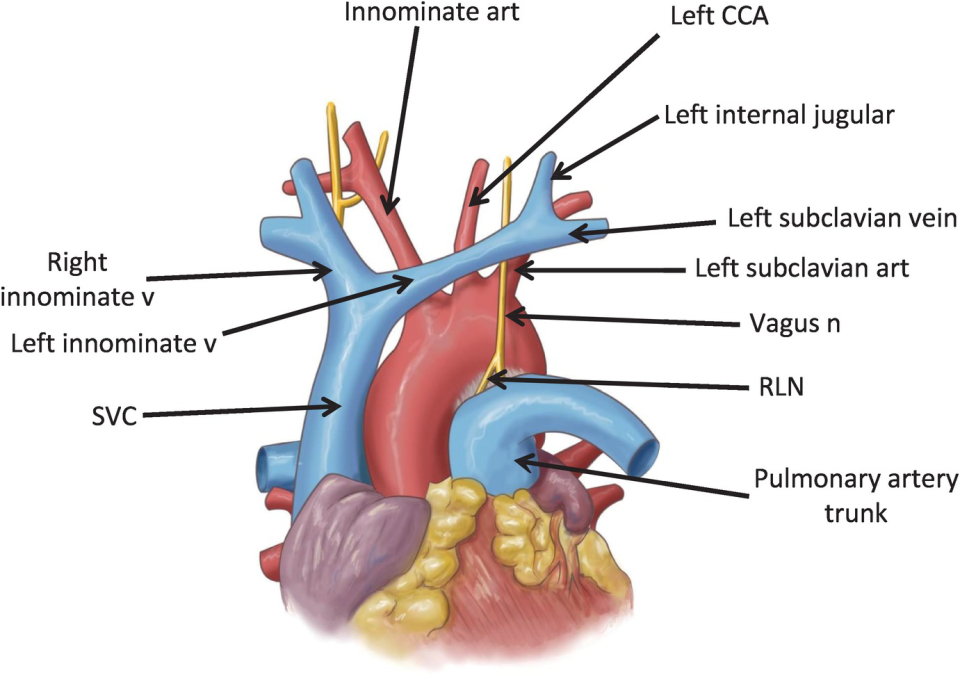 Innominate art
Left CCA
Left internal jugular
Left subclavian vein
Right
innominate v
Left subclavian art
Left innominate v
Vagus n
RLN
SVC
Pulmonary artery
trunk